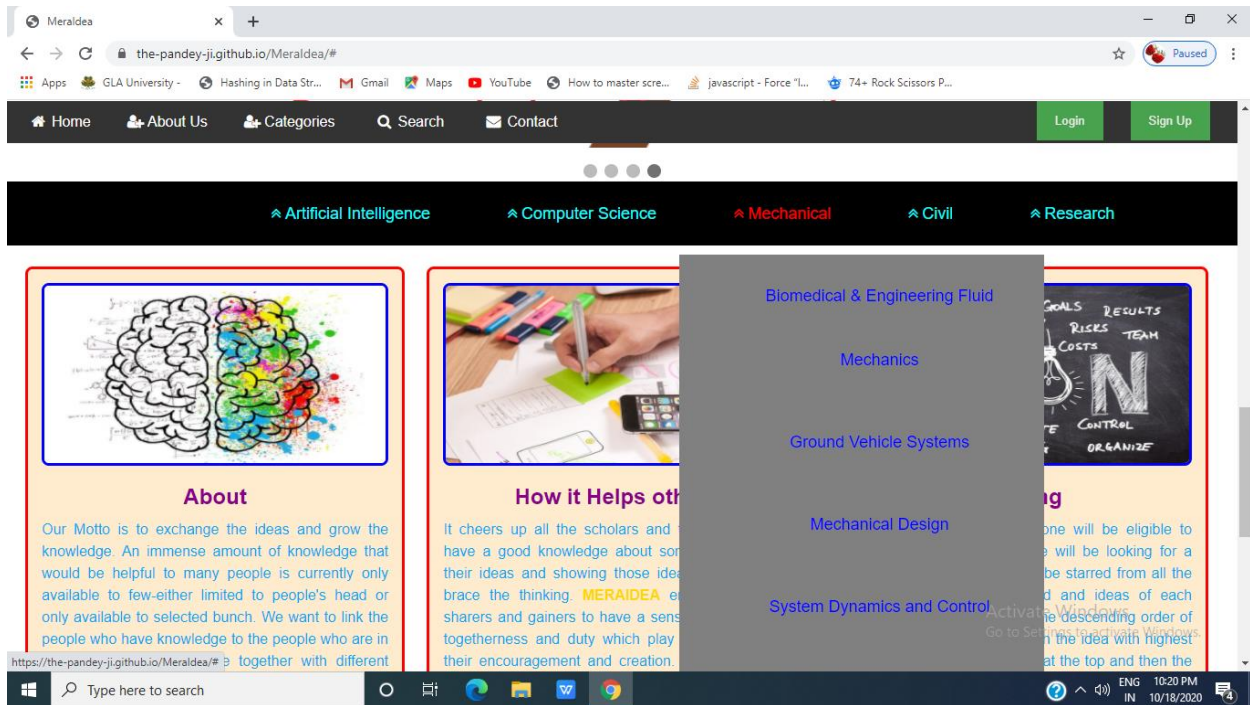 MeraIdea
the-pandey-ji.github.io/MeraIdea/#
Paused
Apps GLA University - Hashing in Data Str... Gmail Maps YouTube How to master scre... javascript - Force "I... 74+ Rock Scissors P...
Home About Us Categories Search Contact Login Sign Up
Artificial Intelligence Computer Science Mechanical Civil Research
Biomedical & Engineering Fluid
Mechanics
Ground Vehicle Systems
Mechanical Design
System Dynamics and Control
GOALS RESULTS
RISKS TEAM
COSTS
N
CONTROL
ORGANIZE
About
Our Motto is to exchange the ideas and grow the
knowledge. An immense amount of knowledge that
would be helpful to many people is currently only
available to few-either limited to people's head or
only available to selected bunch. We want to link the
people who have knowledge to the people who are in
together with different
How it Helps oth
It cheers up all the scholars and
have a good knowledge about
their ideas and showing those
brace the thinking. MERAIDEA
sharers and gainers to have a
togetherness and duty which play
their encouragement and creation.
one will be eligible to
will be looking for a
be starred from all the
and ideas of each
descending order of
the idea with highest
at the top and then the
Activate Windows
Go to Settings to activate Windows.
https://the-pandey-ji.github.io/MeraIdea/#
Type here to search
ENG 10:20 PM
IN 10/18/2020
4